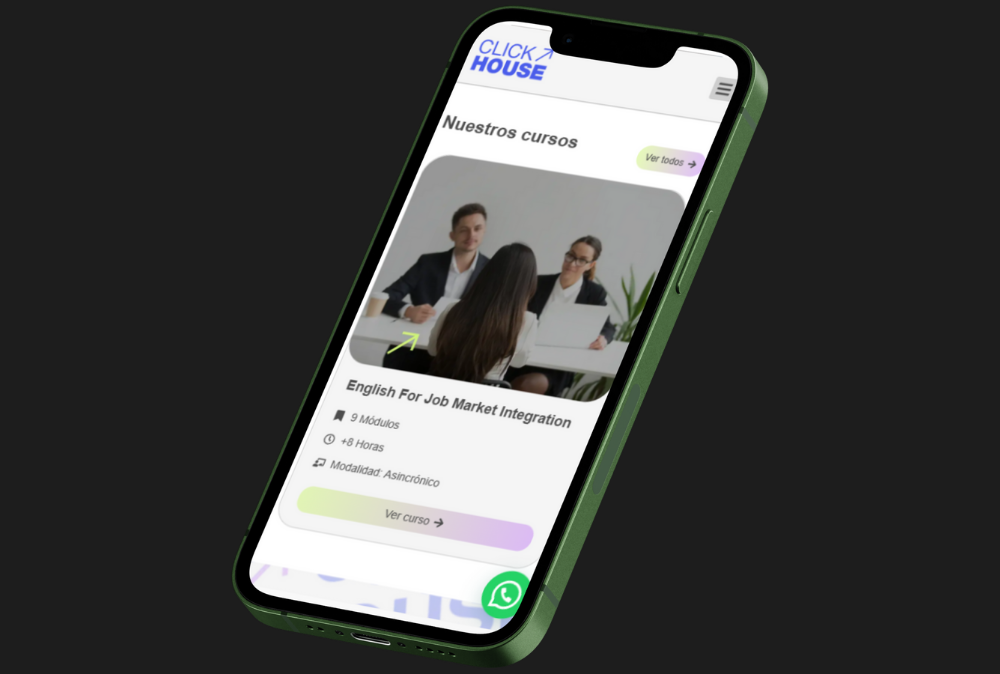 CLICK
HOUSE
Nuestros cursos
Ver todos →
English For Job Market Integration
9 Módulos
+8 Horas
Modalidad: Asincrónico
Ver curso →